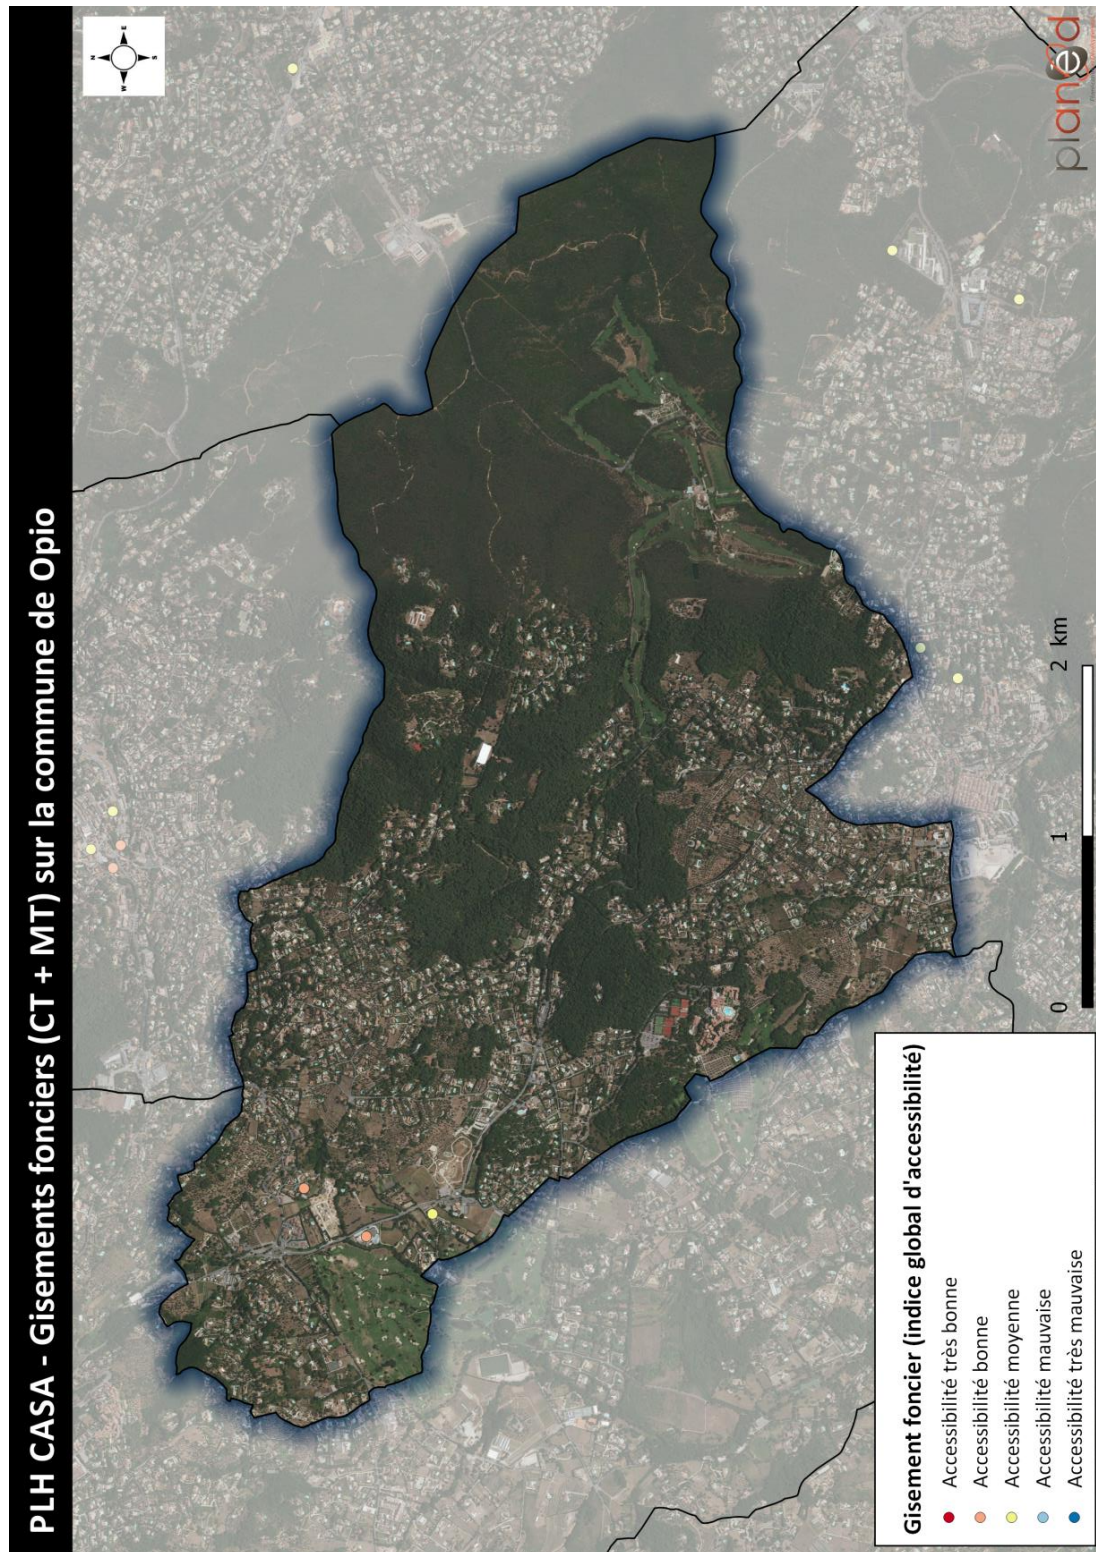 PLH CASA - Gisements fonciers (CT + MT) sur la commune de Opio
N
W
E
S
Gisement foncier (indice global d'accessibilité)
Accessibilité très bonne
Accessibilité bonne
Accessibilité moyenne
Accessibilité mauvaise
Accessibilité très mauvaise
0 1 2 km
planed